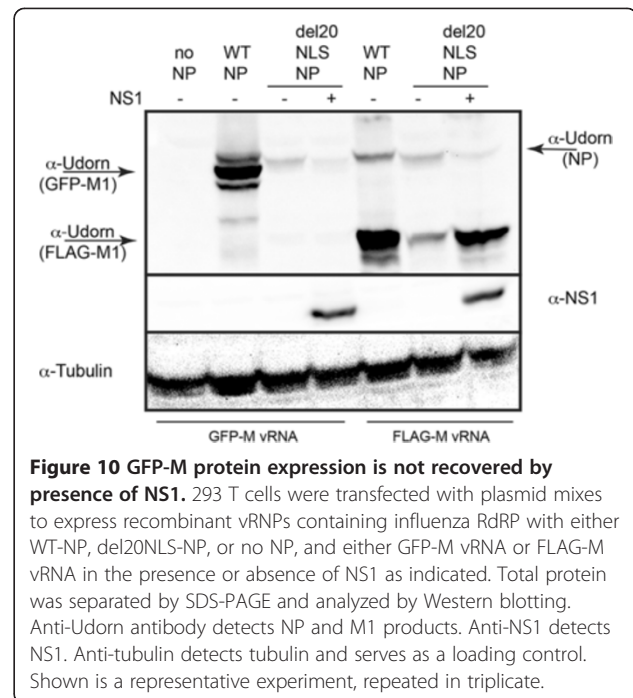 del20 del20
no WT NLS WT NLS
NP NP NP NP NP
NS1 - - - + - - +
α-Udorn (GFP-M1)
α-Udorn (NP)
α-Udorn (FLAG-M1)
α-NS1
α-Tubulin
GFP-M vRNA FLAG-M vRNA
Figure 10 GFP-M protein expression is not recovered by
presence of NS1. 293 T cells were transfected with plasmid mixes
to express recombinant vRNPs containing influenza RdRP with either
WT-NP, del20NLS-NP, or no NP, and either GFP-M vRNA or FLAG-M
vRNA in the presence or absence of NS1 as indicated. Total protein
was separated by SDS-PAGE and analyzed by Western blotting.
Anti-Udorn antibody detects NP and M1 products. Anti-NS1 detects
NS1. Anti-tubulin detects tubulin and serves as a loading control.
Shown is a representative experiment, repeated in triplicate.